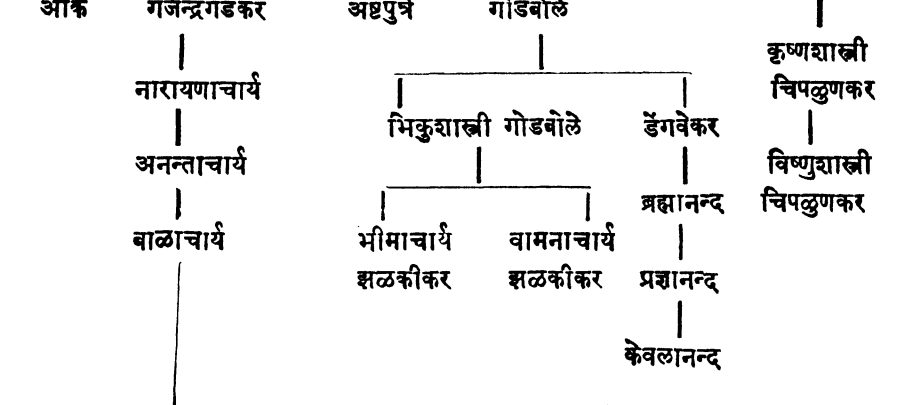 ओक गजेन्द्रगडकर अष्टपुत्रे गोडबोले
कृष्णशास्त्री
नारायणाचार्य चिपळुणकर
भिकुशास्त्री गोडबोले डेंगवेकर
अनन्ताचार्य विष्णुशास्त्री
ब्रह्मानन्द चिपळुणकर
बाळाचार्य भीमाचार्य वामनाचार्य
झळकीकर झळकीकर प्रज्ञानन्द
केवलानन्द